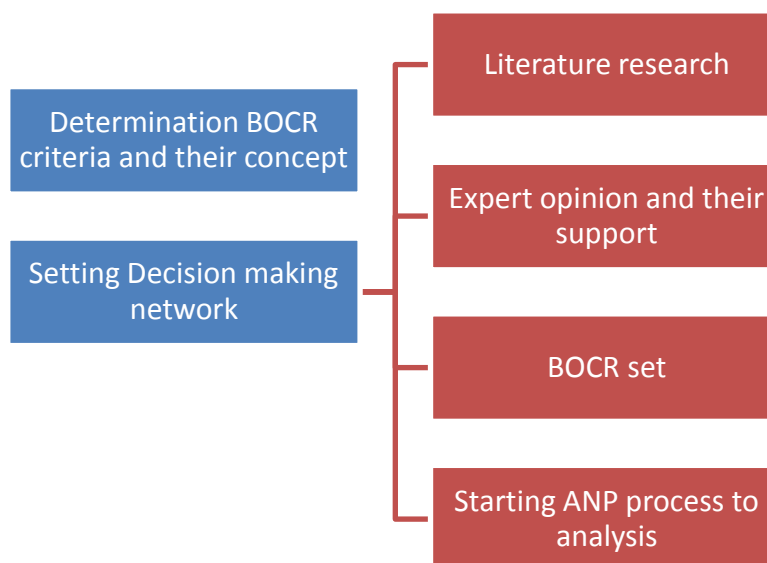 Determination BOCR
criteria and their concept
Setting Decision making
network
Literature research
Expert opinion and their
support
BOCR set
Starting ANP process to
analysis